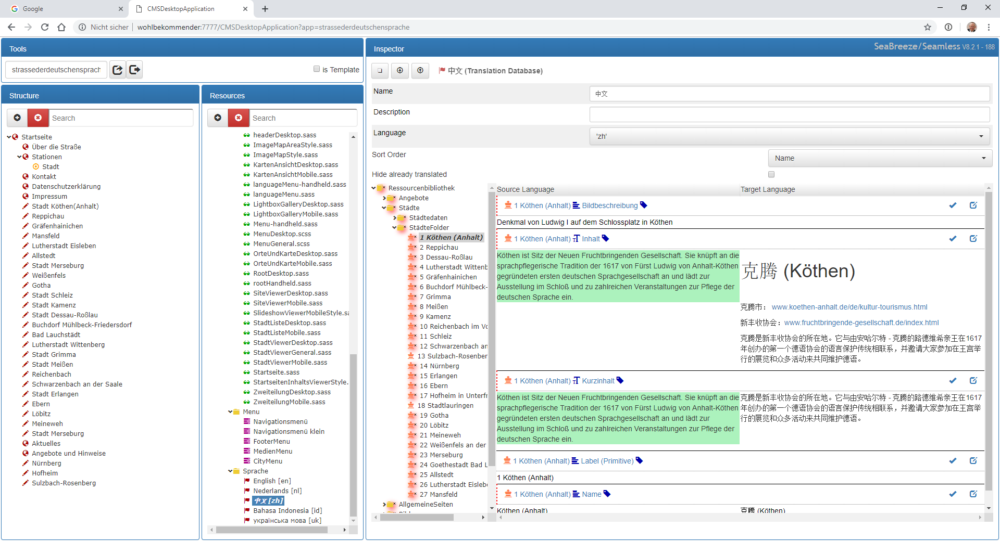 Google
CMSDesktopApplication
Nicht sicher
wohlbekommender:7777/CMSDesktopApplication?app=strassederdeutschensprache
Tools
strassederdeutschensprach
is Template
Structure
Search
Startseite
Über die Straße
Stationen
Stadt
Kontakt
Datenschutzerklärung
Impressum
Stadt Köthen(Anhalt)
Reppichau
Gräfenhainichen
Mansfeld
Lutherstadt Eisleben
Allstedt
Stadt Merseburg
Weißenfels
Gotha
Stadt Schleiz
Stadt Kamenz
Stadt Dessau-Roßlau
Buchdorf Mühlbeck-Friedersdorf
Bad Lauchstädt
Lutherstadt Wittenberg
Stadt Grimma
Stadt Meißen
Reichenbach
Schwarzenbach an der Saale
Stadt Erlangen
Ebern
Löbitz
Meineweh
Stadt Merseburg
Aktuelles
Angebote und Hinweise
Nürnberg
Hofheim
Sulzbach-Rosenberg
Resources
Search
headerDesktop.sass
ImageMapAreaStyle.sass
ImageMapStyle.sass
KartenAnsichtDesktop.sass
KartenAnsichtMobile.sass
languageMenu-handheld.sass
languageMenu.sass
LightboxGalleryDesktop.sass
LightboxGalleryMobile.sass
Menu-handheld.sass
MenuDesktop.scss
MenuGeneral.scss
OrteUndKarteDesktop.sass
OrteUndKarteMobile.sass
RootDesktop.sass
rootHandheld.sass
SiteViewerDesktop.sass
SiteViewerMobile.sass
SlideshowViewerMobileStyle.sa
StadtListeDesktop.sass
StadtListeMobile.sass
StadtViewerDesktop.sass
StadtViewerGeneral.sass
StadtViewerMobile.sass
Startseite.sass
StartseitenInhaltsViewerStyle.
ZweiteilungDesktop.sass
ZweiteilungMobile.sass
Menu
Navigationsmenü
Navigationsmenü klein
FooterMenu
MedienMenu
CityMenu
Sprache
English [en]
Nederlands [nl]
中文 [zh]
Bahasa Indonesia [id]
українська мова [uk]
Inspector
SeaBreeze/Seamless V8.2.1 - 188
中文 (Translation Database)
Name
中文
Description
Language
'zh'
Sort Order
Name
Hide already translated
Ressourcenbibliothek
Angebote
Städte
Städtedaten
StädteFolder
1 Köthen (Anhalt)
2 Reppichau
3 Dessau-Roßlau
4 Lutherstadt Wittenb
5 Gräfenhainichen
6 Buchdorf Mühlbeck-
7 Grimma
8 Meißen
9 Kamenz
10 Reichenbach im Vo
11 Schleiz
12 Schwarzenbach an
13 Sulzbach-Rosenber
14 Nürnberg
15 Erlangen
16 Ebern
17 Hofheim in Unterfr
18 Stadtlauringen
19 Gotha
20 Löbitz
21 Meineweh
22 Weißenfels an der
23 Merseburg
24 Goethestadt Bad L
25 Allstedt
26 Lutherstadt Eislebe
27 Mansfeld
AllgemeineSeiten
Source Language
Target Language
1 Köthen (Anhalt) Bildbeschreibung
Denkmal von Ludwig I auf dem Schlossplatz in Köthen
1 Köthen (Anhalt) Inhalt
Köthen ist Sitz der Neuen Fruchtbringenden Gesellschaft. Sie knüpft an die
sprachpflegerische Tradition der 1617 von Fürst Ludwig von Anhalt-Köthen
gegründeten ersten deutschen Sprachgesellschaft an und lädt zur
Ausstellung im Schloß und zu zahlreichen Veranstaltungen zur Pflege der
deutschen Sprache ein.
克腾 (Köthen)
克腾市： www.koethen-anhalt.de/de/kultur-tourismus.html
新丰收协会：www.fruchtbringende-gesellschaft.de/index.html
克腾是新丰收协会的所在地。它与由安哈尔特 - 克腾的路德维希亲王在1617
年创办的第一个德语协会的语言保护传统相联系，并邀请大家参加在王宫举
行的展览和众多活动来共同维护德语。
1 Köthen (Anhalt) Kurzinhalt
Köthen ist Sitz der Neuen Fruchtbringenden Gesellschaft. Sie knüpft an die
sprachpflegerische Tradition der 1617 von Fürst Ludwig von Anhalt-Köthen
gegründeten ersten deutschen Sprachgesellschaft an und lädt zur
Ausstellung im Schloß und zu zahlreichen Veranstaltungen zur Pflege der
deutschen Sprache ein.
克腾是新丰收协会的所在地。它与由安哈尔特 - 克腾的路德维希亲王在1617
年创办的第一个德语协会的语言保护传统相联系，并邀请大家参加在王宫举
行的展览和众多活动来共同维护德语。
1 Köthen (Anhalt) Label (Primitive)
1 Köthen (Anhalt)
1 Köthen (Anhalt) Name
Köthen (Anhalt)
克腾 (Köthen)